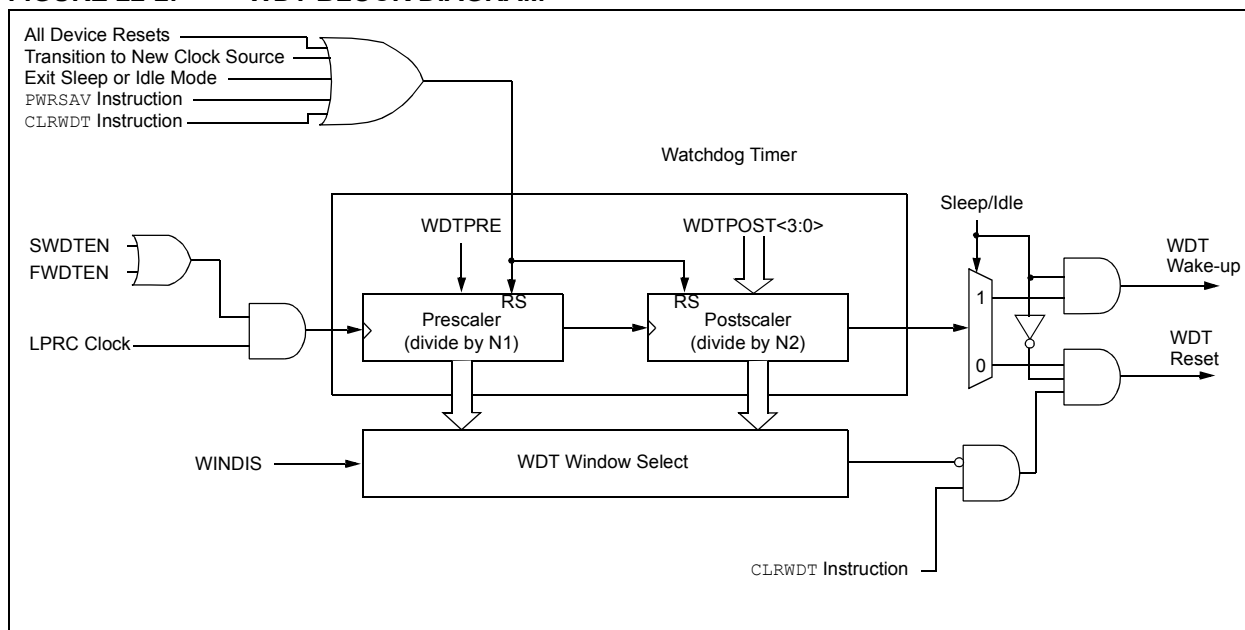 All Device Resets
Transition to New Clock Source
Exit Sleep or Idle Mode
PWRSAV Instruction
CLRWDT Instruction
Watchdog Timer
Sleep/Idle
WDTPRE
WDTPOST<3:0>
SWDTEN
FWDTEN
WDT
Wake-up
RS
RS
1
LPRC Clock
Prescaler
(divide by N1)
Postscaler
(divide by N2)
WDT
Reset
0
WINDIS
WDT Window Select
CLRWDT Instruction